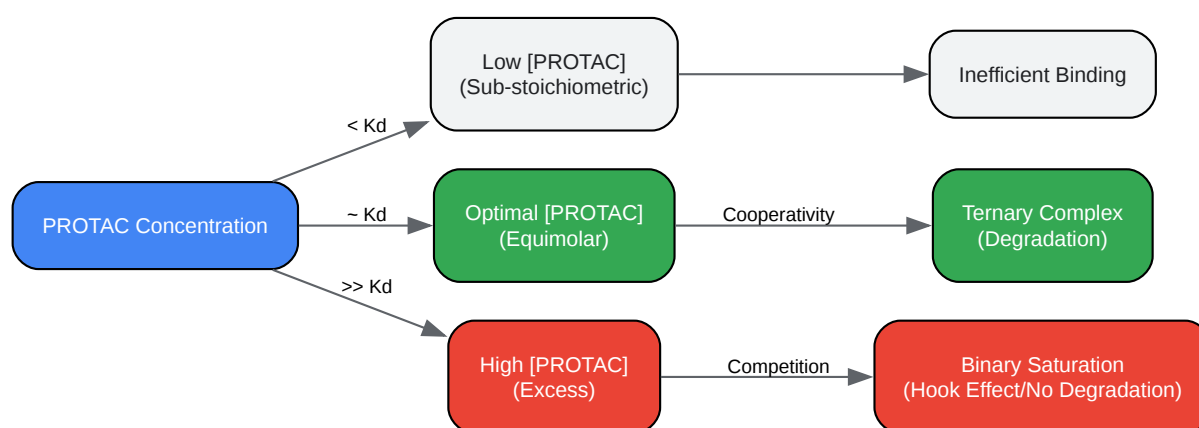 Low [PROTAC]
(Sub-stoichiometric)
Inefficient Binding
< Kd
PROTAC Concentration
~ Kd
Optimal [PROTAC]
(Equimolar)
Cooperativity
Ternary Complex
(Degradation)
>> Kd
High [PROTAC]
(Excess)
Competition
Binary Saturation
(Hook Effect/No Degradation)